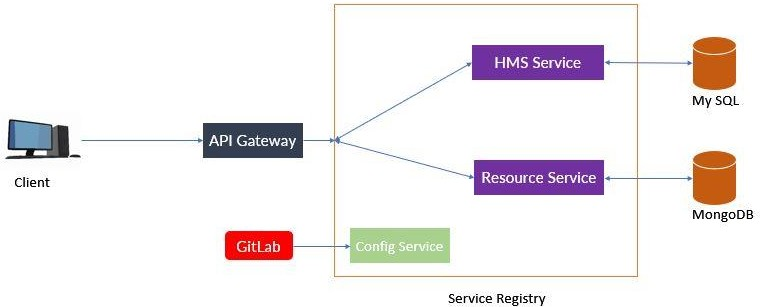 HMS Service
My SQL
API Gateway
Client
Resource Service
MongoDB
GitLab
Config Service
Service Registry